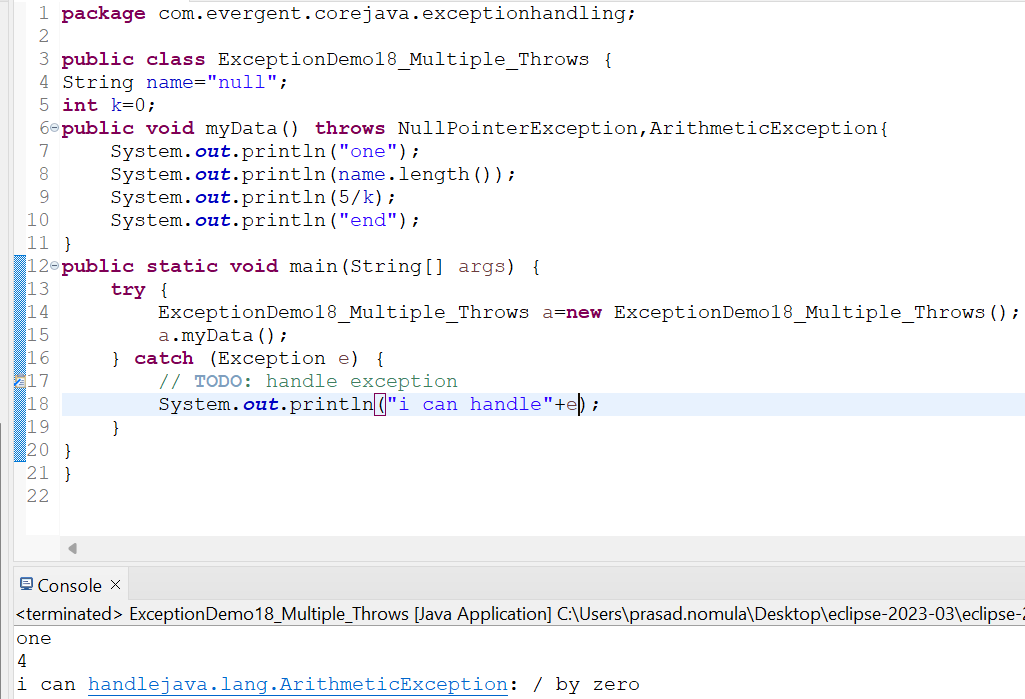 1 package com.evergent.corejava.exceptionhandling;
2
3 public class ExceptionDemo18_Multiple_Throws {
4 String name="null";
5 int k=0;
6 public void myData() throws NullPointerException,ArithmeticException{
7 System.out.println("one");
8 System.out.println(name.length());
9 System.out.println(5/k);
10 System.out.println("end");
11 }
12 public static void main(String[] args) {
13 try {
14 ExceptionDemo18_Multiple_Throws a=new ExceptionDemo18_Multiple_Throws();
15 a.myData();
16 } catch (Exception e) {
17 // TODO: handle exception
18 System.out.println("i can handle"+e);
19 }
20 }
21 }
22
Console
<terminated> ExceptionDemo18_Multiple_Throws [Java Application] C:\Users\prasad.nomula\Desktop\eclipse-2023-03\eclipse-
one
4
i can handlejava.lang.ArithmeticException: / by zero